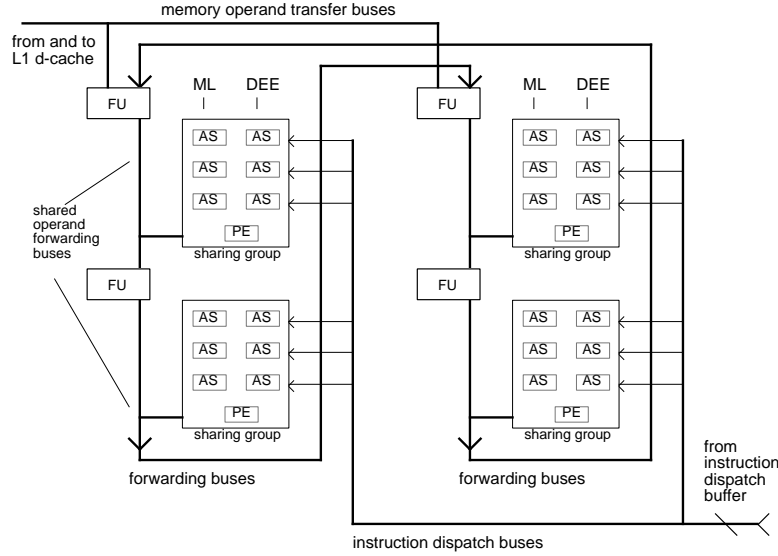 memory operand transfer buses
from and to
L1 d-cache
ML DEE ML DEE
FU FU
AS AS AS AS
AS AS AS AS
AS AS AS AS
shared
operand
forwarding
buses
PE PE
sharing group sharing group
FU FU
AS AS AS AS
AS AS AS AS
AS AS AS AS
PE PE
sharing group sharing group
from
instruction
dispatch
buffer
forwarding buses forwarding buses
instruction dispatch buses